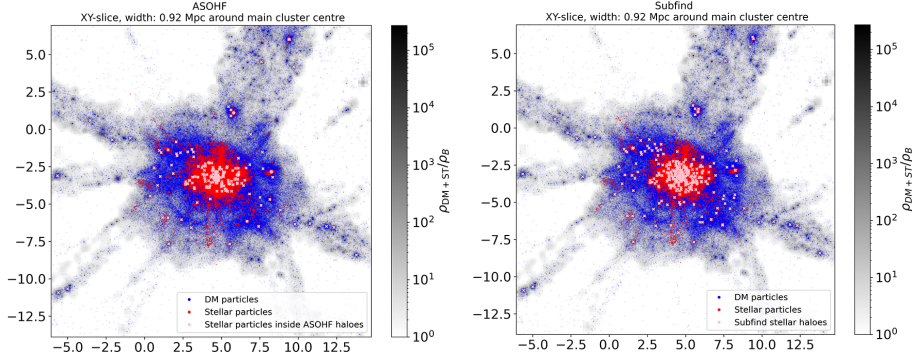 ASOHF
XY-slice, width: 0.92 Mpc around main cluster centre
5.0
2.5
0.0
−2.5
−5.0
−7.5
−10.0
−12.5
−5.0 −2.5 0.0 2.5 5.0 7.5 10.0 12.5
DM particles
Stellar particles
Stellar particles inside ASOHF haloes
10^5
10^4
10^3
10^2
10^1
10^0
ρ_DM+ST/ρ_B
Subfind
XY-slice, width: 0.92 Mpc around main cluster centre
5.0
2.5
0.0
−2.5
−5.0
−7.5
−10.0
−12.5
−5.0 −2.5 0.0 2.5 5.0 7.5 10.0 12.5
DM particles
Stellar particles
Subfind stellar haloes
10^5
10^4
10^3
10^2
10^1
10^0
ρ_DM+ST/ρ_B